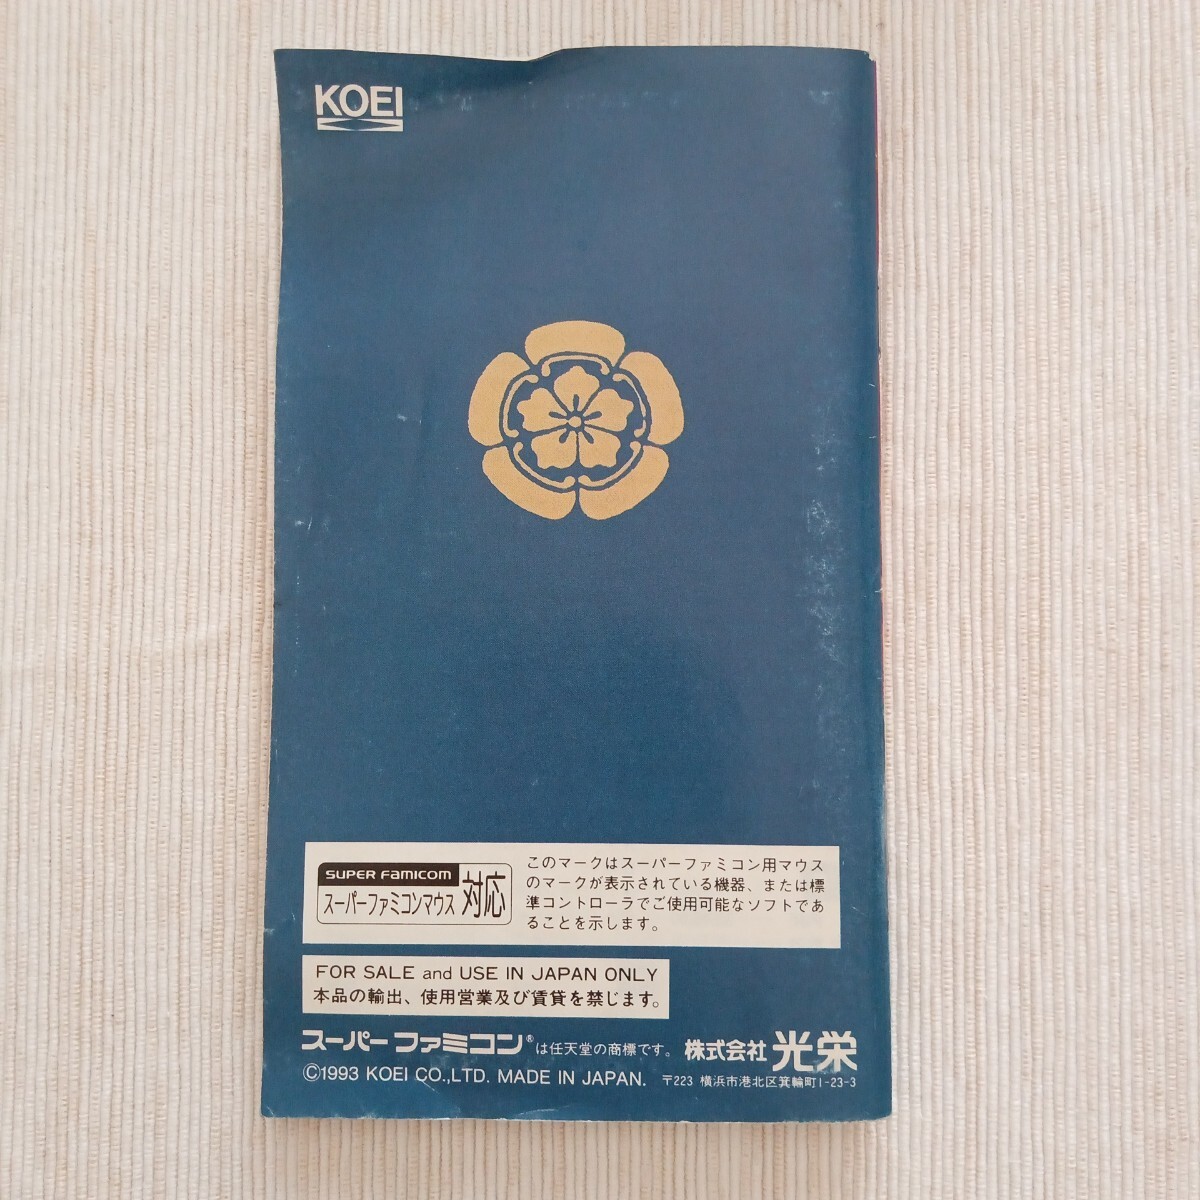 KOEI
SUPER FAMICOM
スーパーファミコンマウス 対応
このマークはスーパーファミコン用マウス
のマークが表示されている機器、または標
準コントローラでご使用可能なソフトであ
ることを示します。
FOR SALE and USE IN JAPAN ONLY
本品の輸出、使用営業及び賃貸を禁じます。
スーパーファミコン®は任天堂の商標です。 株式会社 光栄
©1993 KOEI CO.,LTD. MADE IN JAPAN. 〒223 横浜市港北区箕輪町1-23-3